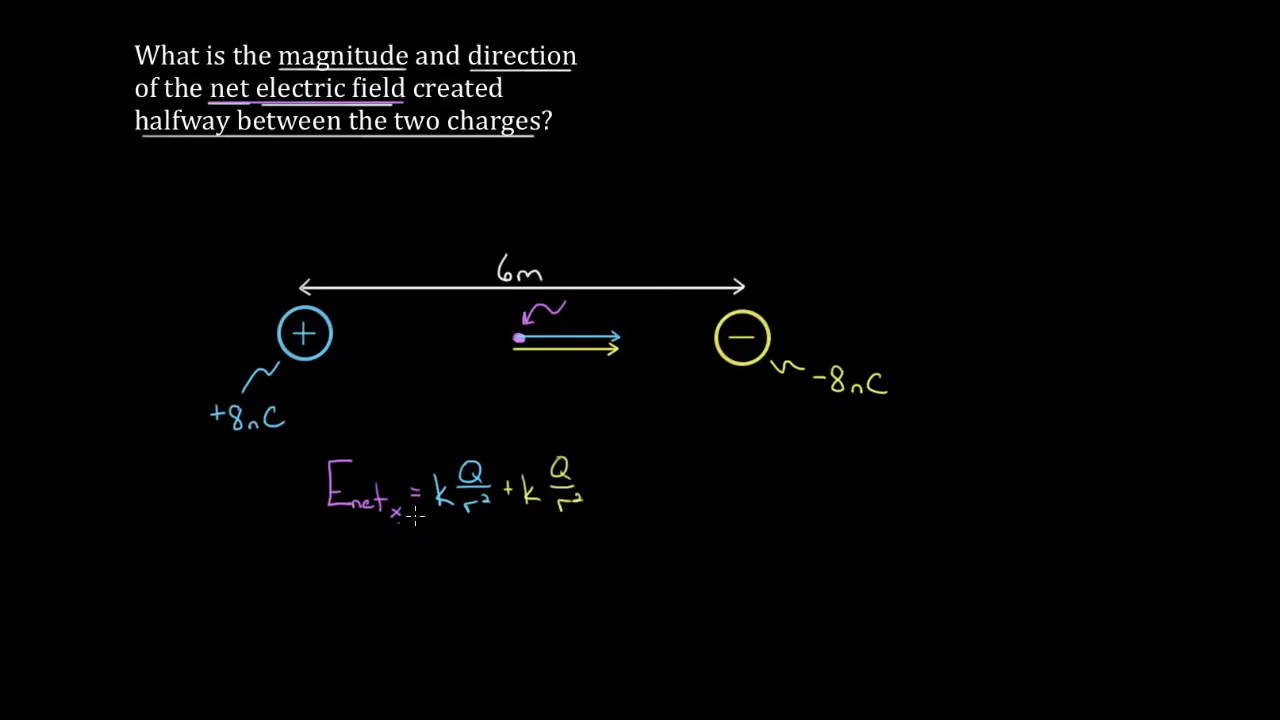 What is the magnitude and direction
of the net electric field created
halfway between the two charges?
6m
+
−
-8nC
+8nC
E_net_x = k Q/r² + k Q/r²